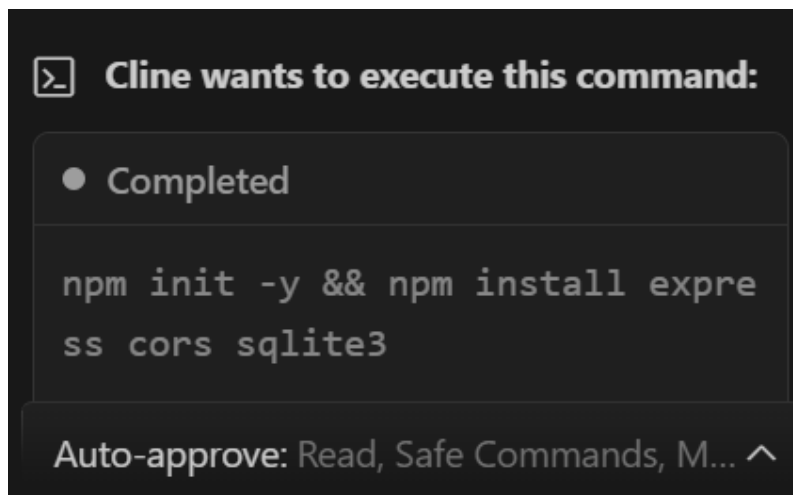 Cline wants to execute this command:
Completed
npm init -y && npm install expre
ss cors sqlite3
Auto-approve: Read, Safe Commands, M...